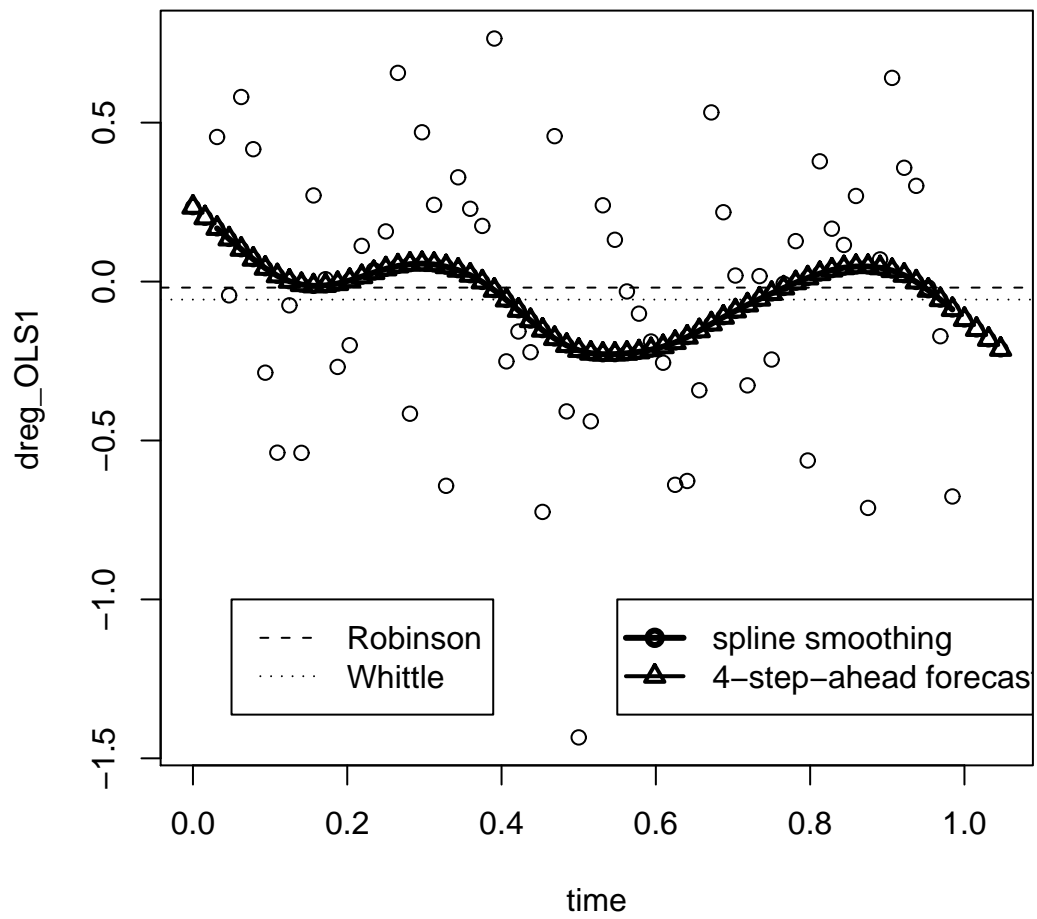 dreg_OLS1
0.5
0.0
−0.5
−1.0
−1.5
Robinson
Whittle
spline smoothing
4−step−ahead forecas
0.0 0.2 0.4 0.6 0.8 1.0
time